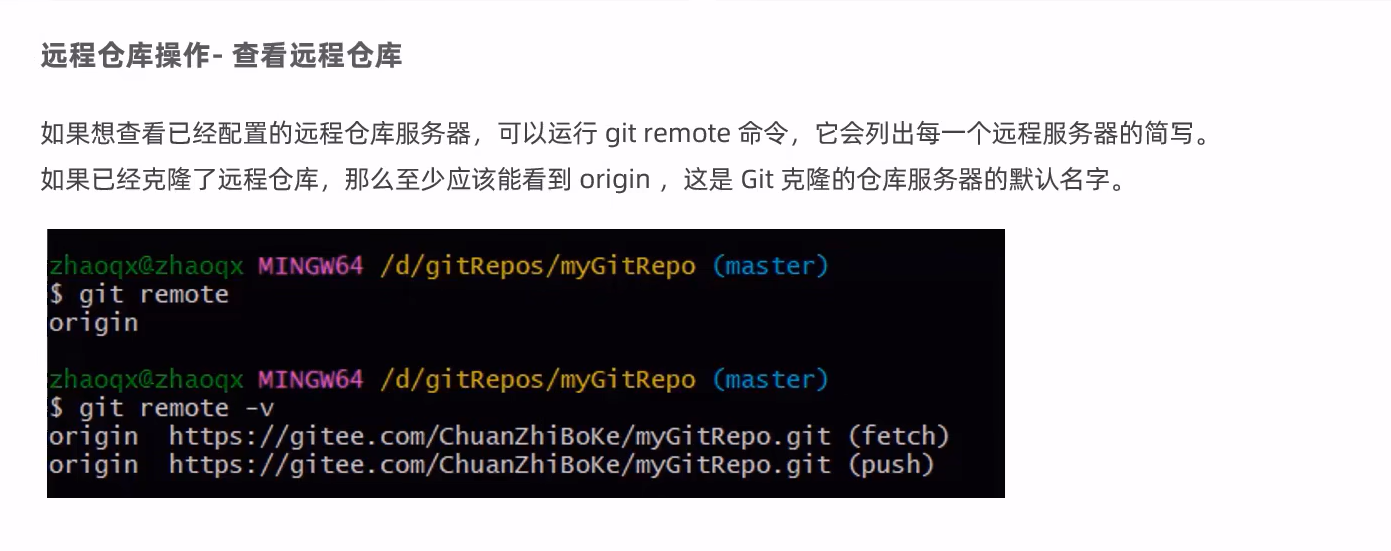 远程仓库操作- 查看远程仓库
如果想查看已经配置的远程仓库服务器，可以运行 git remote 命令，它会列出每一个远程服务器的简写。
如果已经克隆了远程仓库，那么至少应该能看到 origin ，这是 Git 克隆的仓库服务器的默认名字。
zhaoqx@zhaoqx MINGW64 /d/gitRepos/myGitRepo (master)
$ git remote
origin
zhaoqx@zhaoqx MINGW64 /d/gitRepos/myGitRepo (master)
$ git remote -v
origin  https://gitee.com/ChuanZhiBoKe/myGitRepo.git (fetch)
origin  https://gitee.com/ChuanZhiBoKe/myGitRepo.git (push)